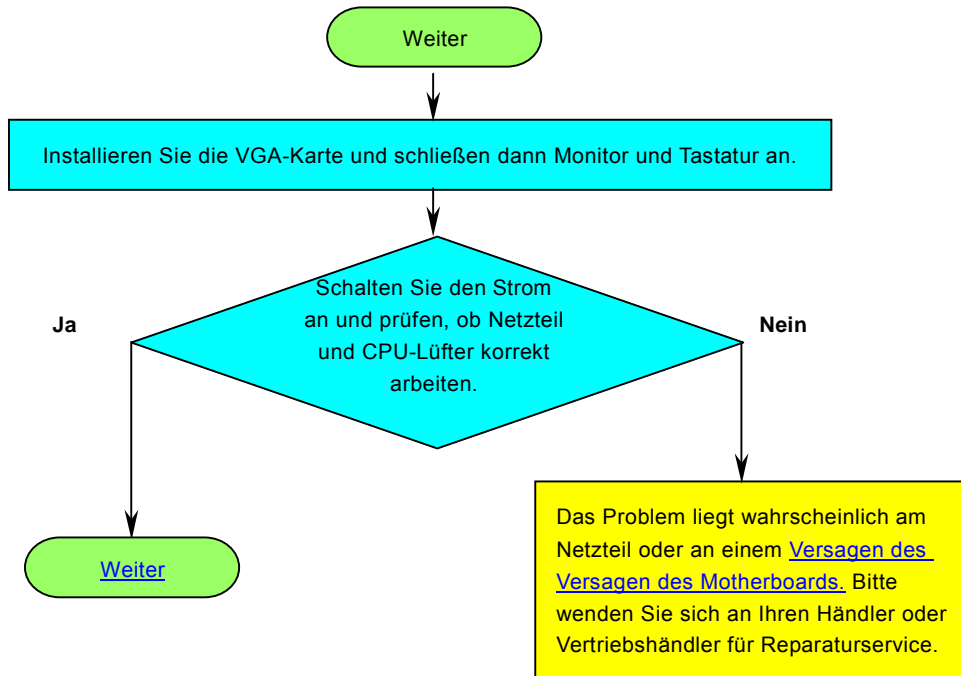 Weiter
Installieren Sie die VGA-Karte und schließen dann Monitor und Tastatur an.
Schalten Sie den Strom
an und prüfen, ob Netzteil
und CPU-Lüfter korrekt
arbeiten.
Ja
Nein
Weiter
Das Problem liegt wahrscheinlich am
Netzteil oder an einem Versagen des
Versagen des Motherboards. Bitte
wenden Sie sich an Ihren Händler oder
Vertriebshändler für Reparaturservice.